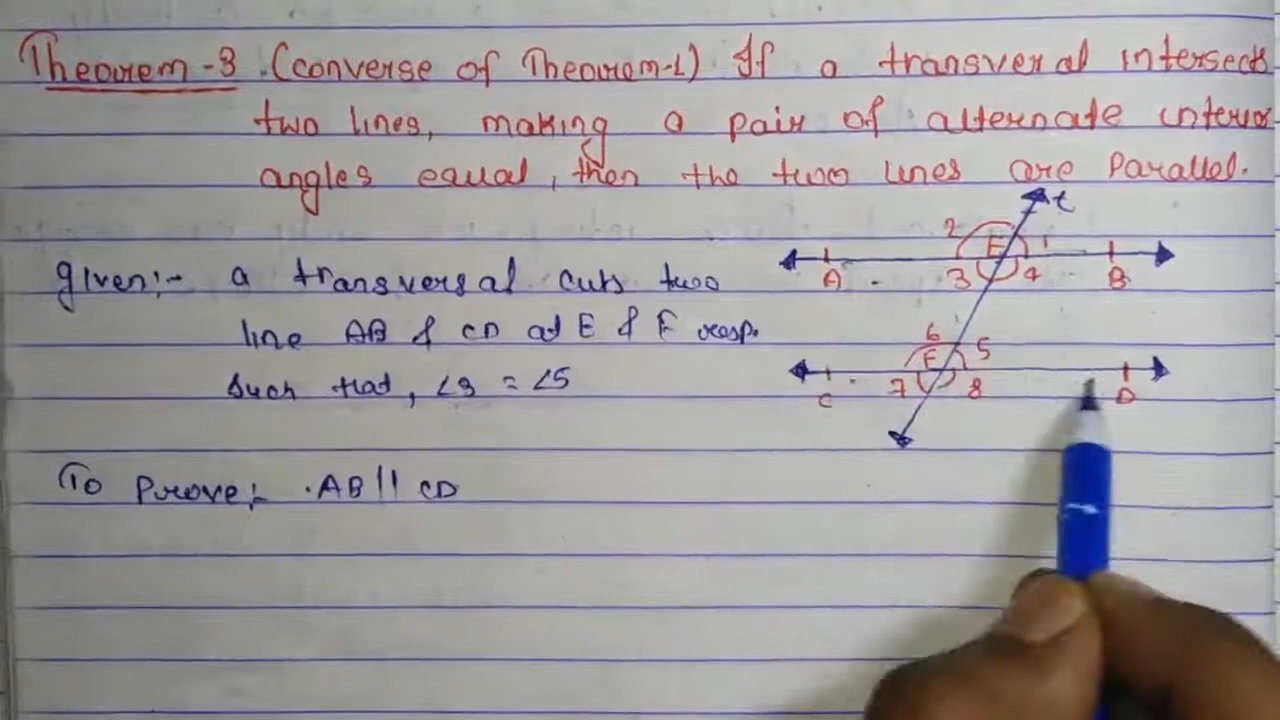 Theorem-3 (converse of Theorem-1) If a transversal intersects
two lines, making a pair of alternate interior
angles equal, then the two lines are Parallel.
t
2 E 1
A 3 4 B
given:- a transversal cuts two
line AB & CD at E & F resp.
such that, ∠3 = ∠5
6 F 5
C 7 8 D
To Prove:- AB || CD